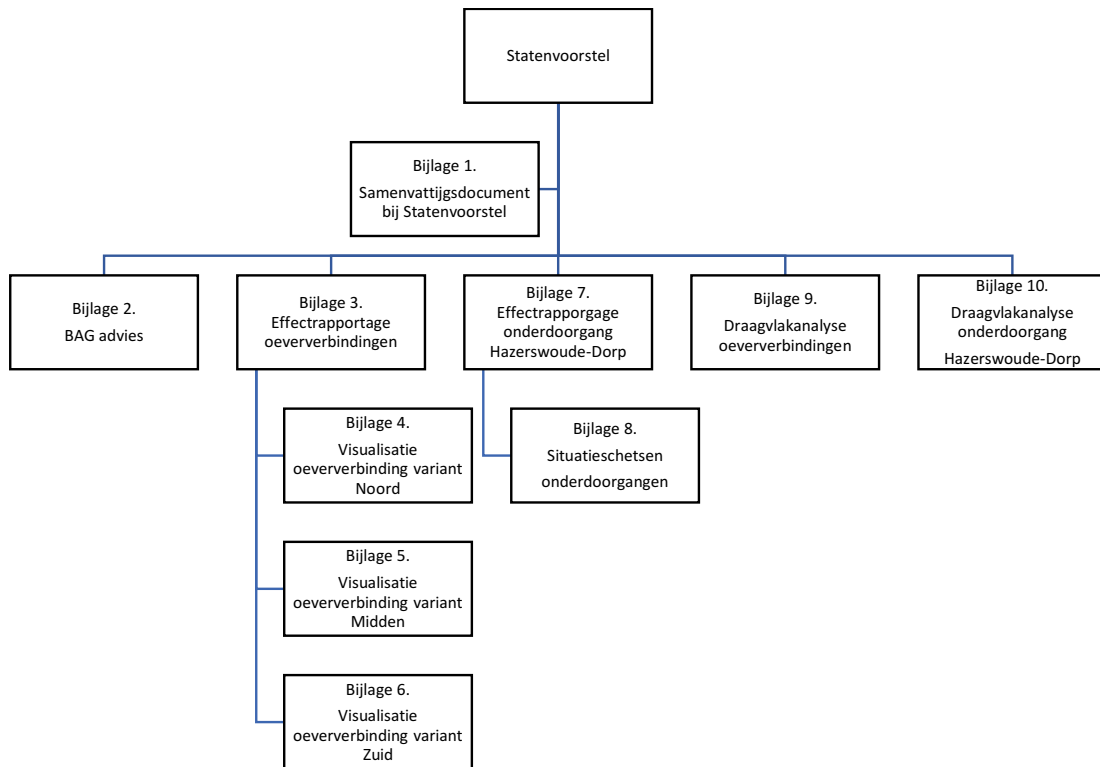 Statenvoorstel
Bijlage 1.
Samenvattijgsdocument
bij Statenvoorstel
Bijlage 2.
BAG advies
Bijlage 3.
Effectrapportage
oeververbindingen
Bijlage 7.
Effectrapporgage
onderdoorgang
Hazerswoude-Dorp
Bijlage 9.
Draagvlakanalyse
oeververbindingen
Bijlage 10.
Draagvlakanalyse
onderdoorgang
Hazerswoude-Dorp
Bijlage 4.
Visualisatie
oeververbinding variant
Noord
Bijlage 8.
Situatieschetsen
onderdoorgangen
Bijlage 5.
Visualisatie
oeververbinding variant
Midden
Bijlage 6.
Visualisatie
oeververbinding variant
Zuid